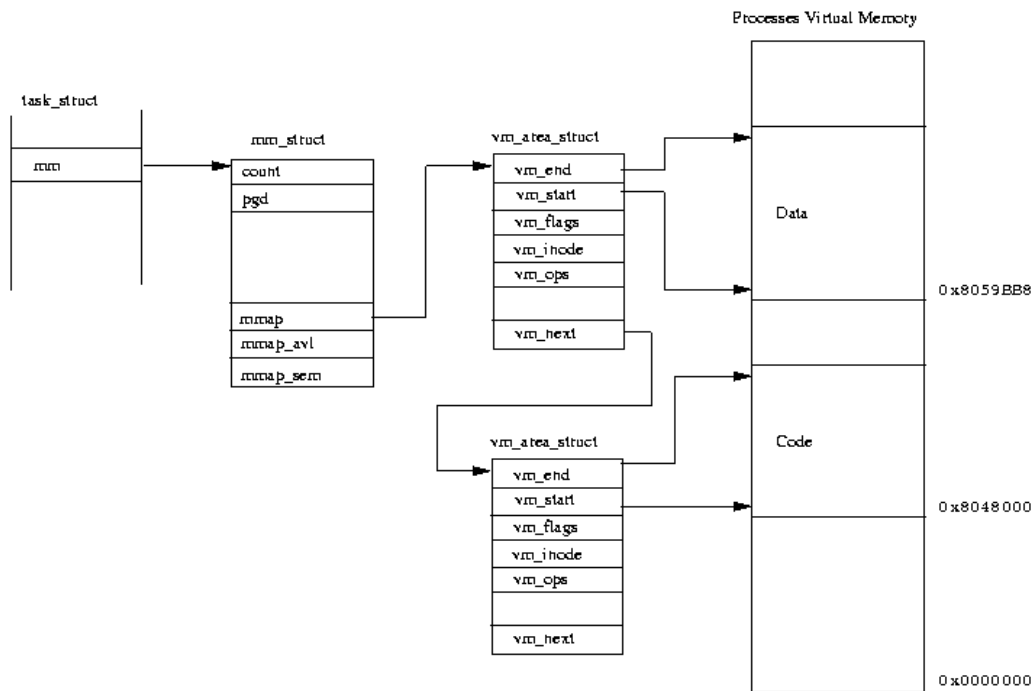 Processes Virtual Memory
task_struct
mm
mm_struct
count
pgd
mmap
mmap_avl
mmap_sem
vm_area_struct
vm_end
vm_start
vm_flags
vm_inode
vm_ops
vm_next
vm_area_struct
vm_end
vm_start
vm_flags
vm_inode
vm_ops
vm_next
Data
0x8059BB8
Code
0x8048000
0x0000000